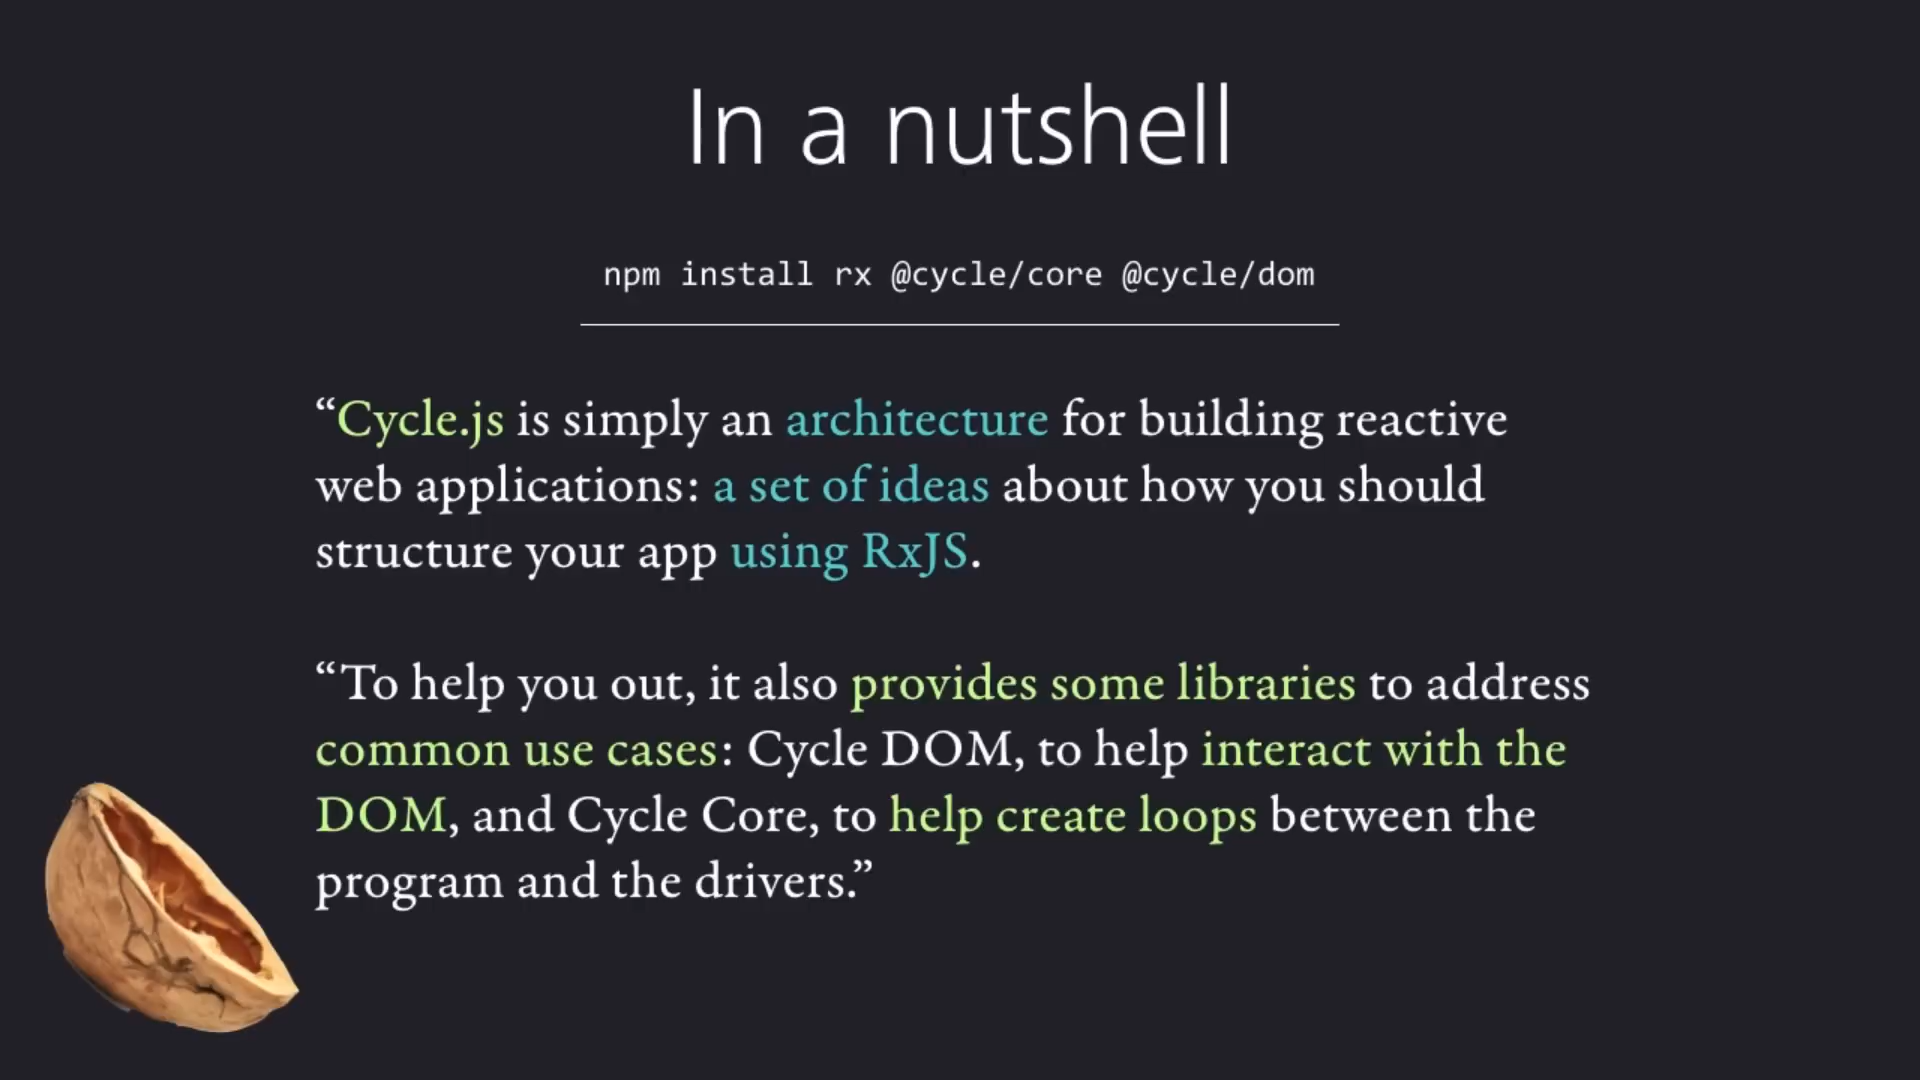 In a nutshell
npm install rx @cycle/core @cycle/dom
“Cycle.js is simply an architecture for building reactive
web applications: a set of ideas about how you should
structure your app using RxJS.
“To help you out, it also provides some libraries to address
common use cases: Cycle DOM, to help interact with the
DOM, and Cycle Core, to help create loops between the
program and the drivers.”